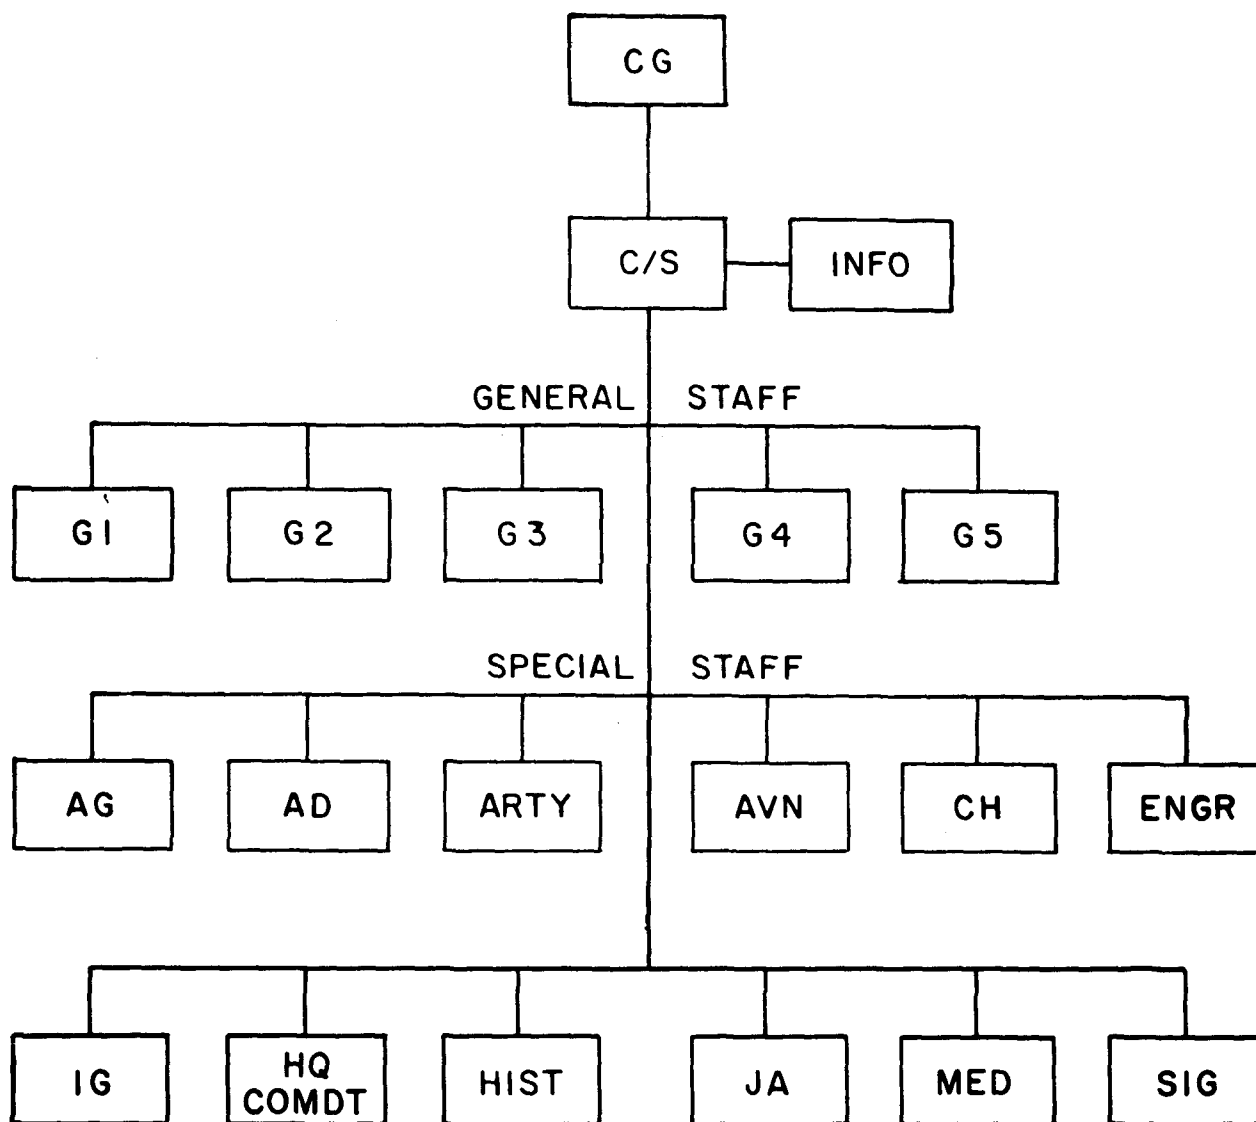 CG
C/S
INFO
GENERAL STAFF
G1
G2
G3
G4
G5
SPECIAL STAFF
AG
AD
ARTY
AVN
CH
ENGR
IG
HQ
COMDT
HIST
JA
MED
SIG